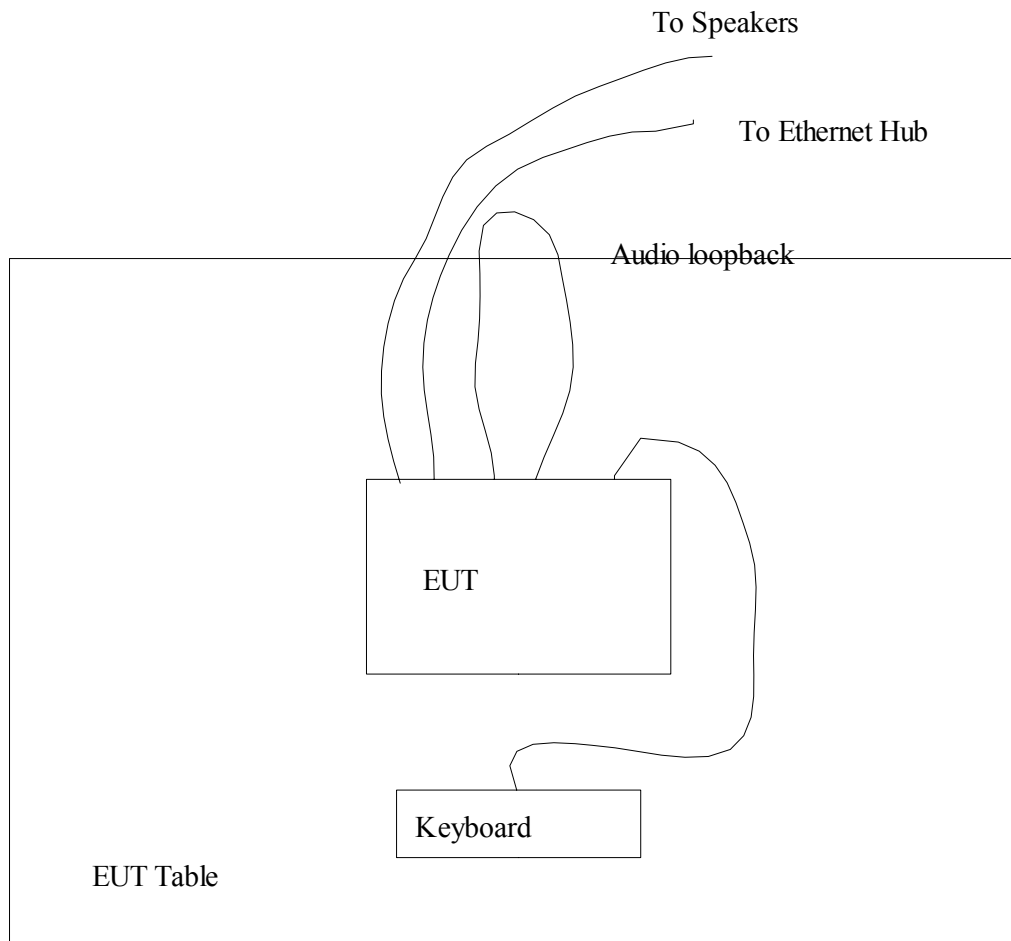 To Speakers
To Ethernet Hub
Audio loopback
EUT
Keyboard
EUT Table